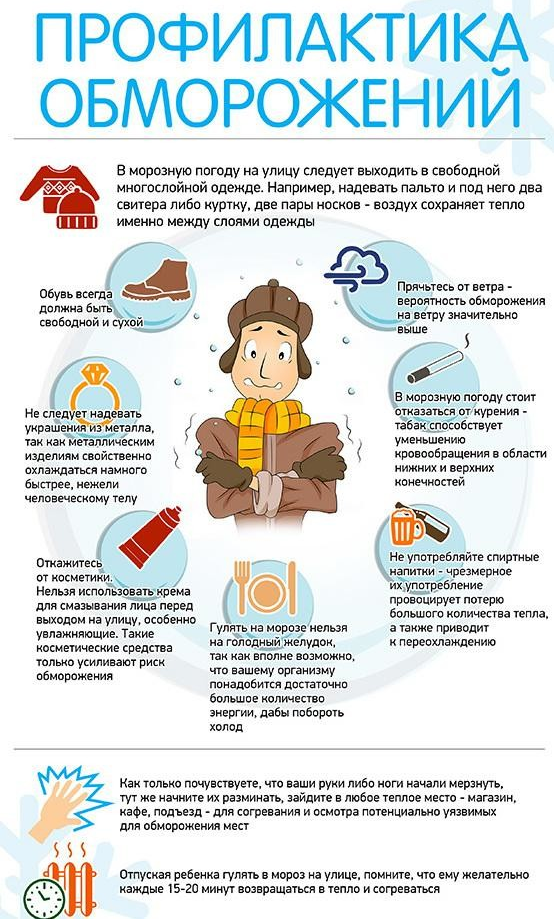 ПРОФИЛАКТИКА
ОБМОРОЖЕНИЙ
В морозную погоду на улицу следует выходить в свободной
многослойной одежде. Например, надевать пальто и под него два
свитера либо куртку, две пары носков - воздух сохраняет тепло
именно между слоями одежды
Обувь всегда
должна быть
свободной и сухой
Прячьтесь от ветра -
вероятность обморожения
на ветру значительно
выше
Не следует надевать
украшения из металла,
так как металлическим
изделиям свойственно
охлаждаться намного
быстрее, нежели
человеческому телу
В морозную погоду стоит
отказаться от курения -
табак способствует
уменьшению
кровообращения в области
нижних и верхних
конечностей
Откажитесь
от косметики.
Нельзя использовать крема
для смазывания лица перед
выходом на улицу, особенно
увлажняющие. Такие
косметические средства
только усиливают риск
обморожения
Гулять на морозе нельзя
на голодный желудок,
так как вполне возможно,
что вашему организму
понадобится достаточно
большое количество
энергии, дабы побороть
холод
Не употребляйте спиртные
напитки - чрезмерное
их употребление
провоцирует потерю
большого количества тепла,
а также приводит
к переохлаждению
Как только почувствуете, что ваши руки либо ноги начали мерзнуть,
тут же начните их разминать, зайдите в любое теплое место - магазин,
кафе, подъезд - для согревания и осмотра потенциально уязвимых
для обморожения мест
Отпуская ребенка гулять в мороз на улице, помните, что ему желательно
каждые 15-20 минут возвращаться в тепло и согреваться